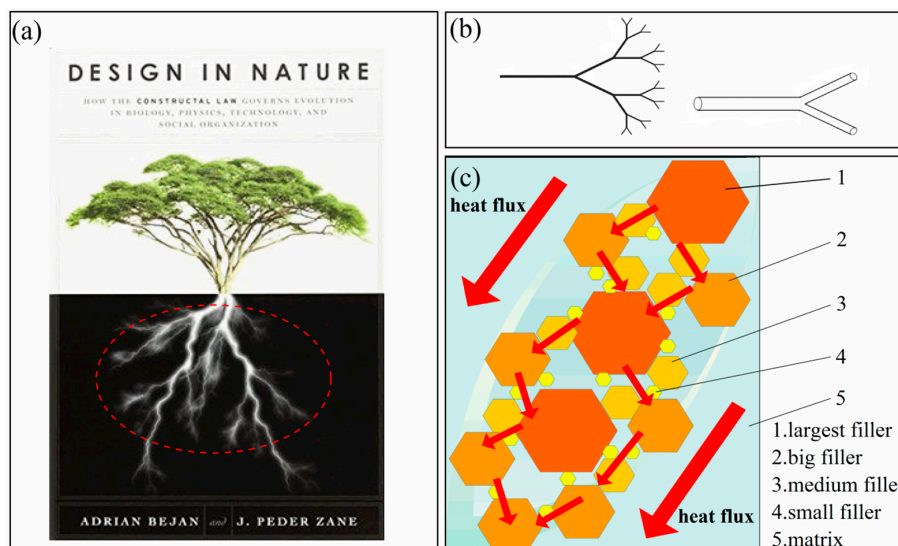 (a)
DESIGN IN NATURE
HOW THE CONSTRUCTAL LAW GOVERNS EVOLUTION
IN BIOLOGY, PHYSICS, TECHNOLOGY, AND
SOCIAL ORGANIZATION
ADRIAN BEJAN and J. PEDER ZANE
(b)
(c)
heat flux
heat flux
1
2
3
4
5
1.largest filler
2.big filler
3.medium fille
4.small filler
5.matrix